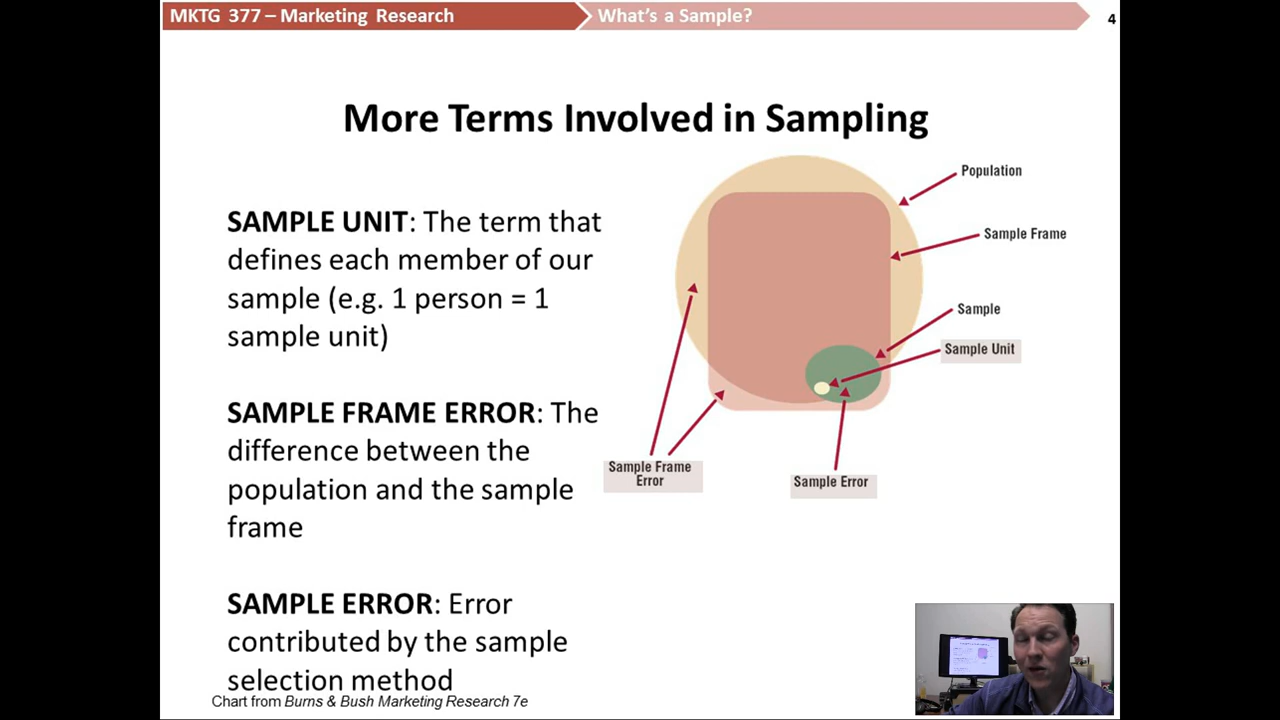 MKTG 377 – Marketing Research
What's a Sample?
4
More Terms Involved in Sampling
SAMPLE UNIT: The term that
defines each member of our
sample (e.g. 1 person = 1
sample unit)
SAMPLE FRAME ERROR: The
difference between the
population and the sample
frame
SAMPLE ERROR: Error
contributed by the sample
selection method
Population
Sample Frame
Sample
Sample Unit
Sample Frame
Error
Sample Error
Chart from Burns & Bush Marketing Research 7e